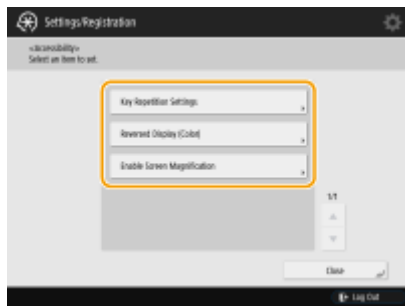 Settings/Registration
<Accessibility>
Select an item to set.
Key Repetition Settings
Reversed Display (Color)
Enable Screen Magnification
1/1
Close
Log Out